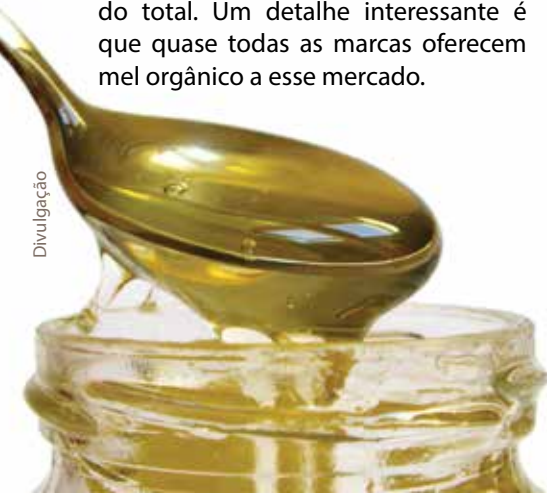 do total. Um detalhe interessante é
que quase todas as marcas oferecem
mel orgânico a esse mercado.
Divulgação